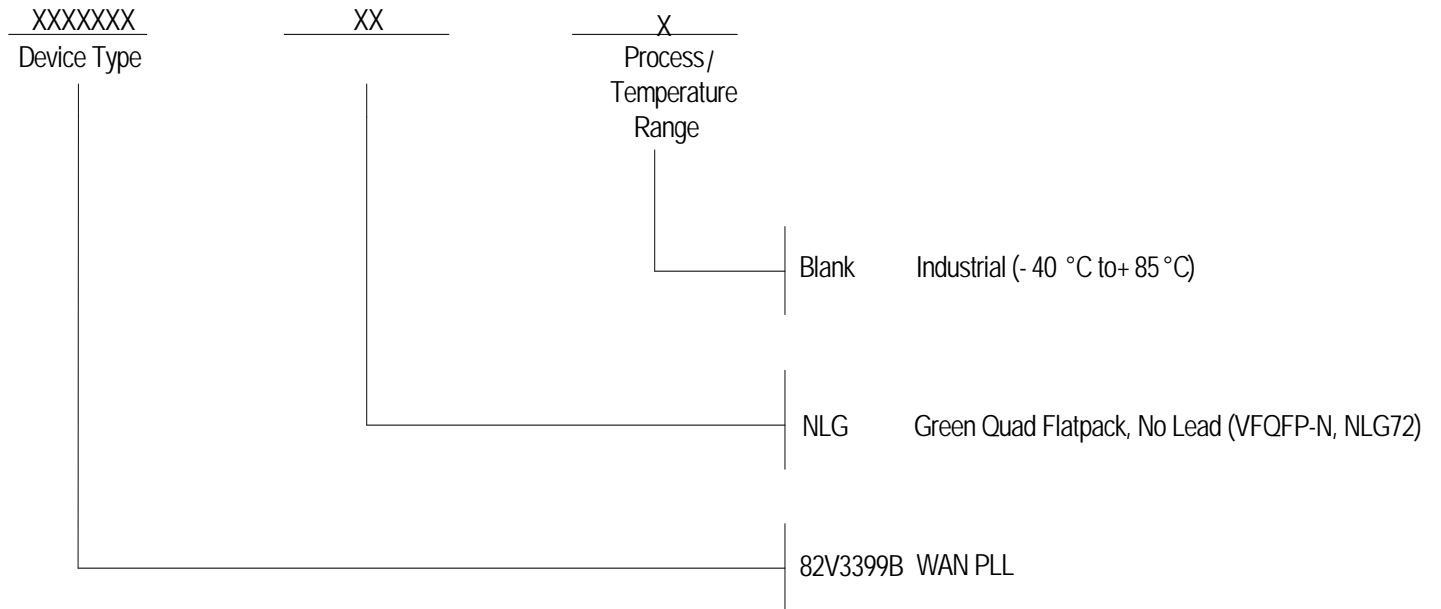 XXXXXXX XX X
Device Type
Process/
Temperature
Range
Blank Industrial (- 40 °C to+ 85 °C)
NLG Green Quad Flatpack, No Lead (VFQFP-N, NLG72)
82V3399B WAN PLL